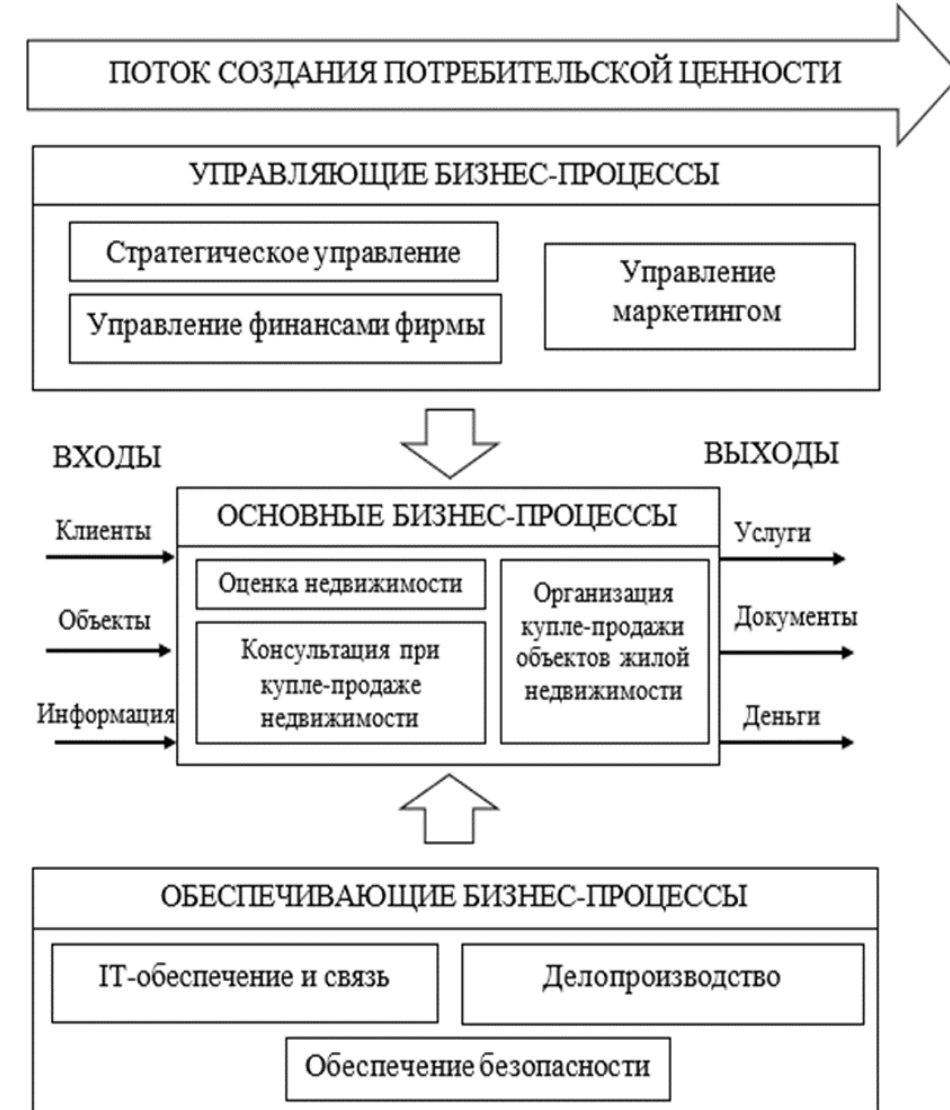 ПОТОК СОЗДАНИЯ ПОТРЕБИТЕЛЬСКОЙ ЦЕННОСТИ
УПРАВЛЯЮЩИЕ БИЗНЕС-ПРОЦЕССЫ
Стратегическое управление
Управление финансами фирмы
Управление
маркетингом
ВХОДЫ
ВЫХОДЫ
ОСНОВНЫЕ БИЗНЕС-ПРОЦЕССЫ
Клиенты
Объекты
Информация
Оценка недвижимости
Консультация при
купле-продаже
недвижимости
Организация
купле-продажи
объектов жилой
недвижимости
Услуги
Документы
Деньги
ОБЕСПЕЧИВАЮЩИЕ БИЗНЕС-ПРОЦЕССЫ
IT-обеспечение и связь
Делопроизводство
Обеспечение безопасности